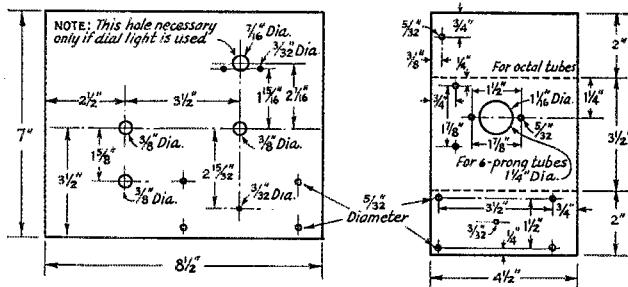 NOTE: This hole necessary
only if dial light is used
7/16" Dia.
3/32" Dia
2 1/2"
3 1/2"
1 15/16"
2 1/16"
7"
3/8" Dia.
3/8" Dia.
3 1/2"
1 5/8"
2 15/32"
3/8" Dia.
3/32" Dia.
5/32"
Diameter
8 1/2"
5/32"
3/4"
3/8"
1/4"
2"
For octal tubes
1 1/2"
1 1/16" Dia.
1 1/4"
3/4"
1 7/8"
5/32"
1 7/8"
3 1/2"
For 6-prong tubes
1 1/4" Dia.
3 1/2"
3/4"
1 1/2"
3/32"
1/4"
2"
4 1/2"